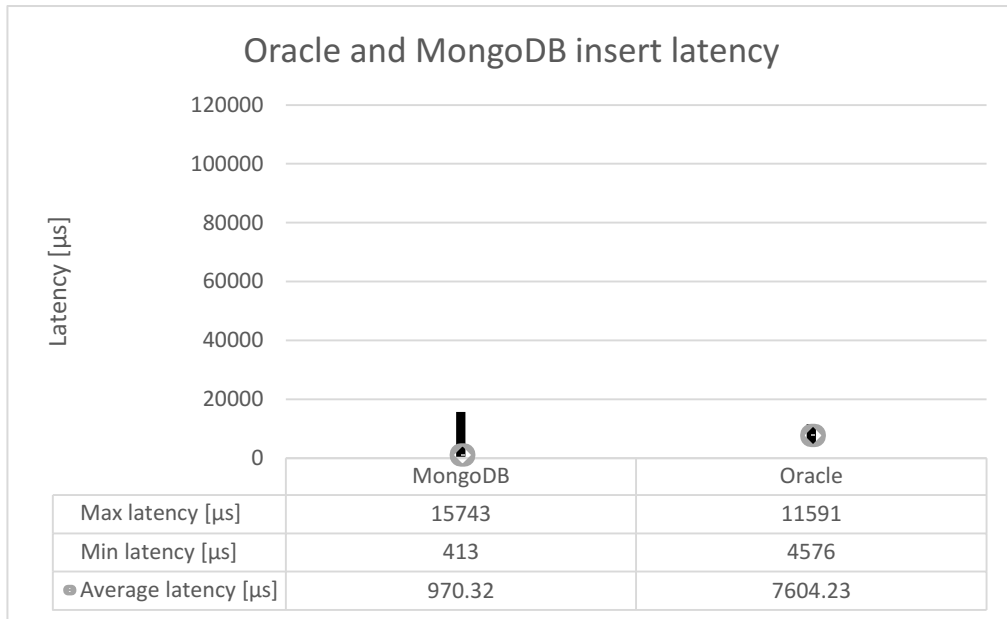 Oracle and MongoDB insert latency
120000
100000
80000
60000
40000
20000
0
Latency [µs]
MongoDB Oracle
Max latency [µs] 15743 11591
Min latency [µs] 413 4576
Average latency [µs] 970.32 7604.23